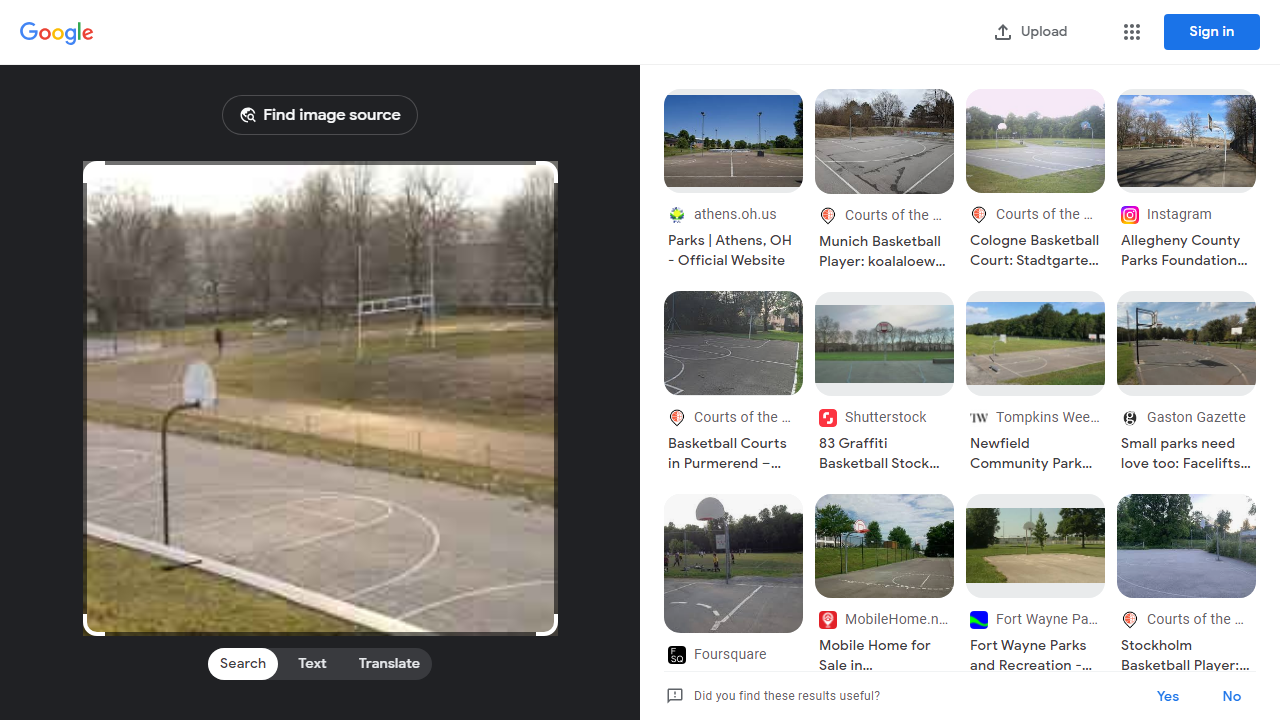 Google
Upload
Sign in
Find image source
Search
Text
Translate
athens.oh.us
Parks | Athens, OH
- Official Website
Courts of the ...
Munich Basketball
Player: koalaloew...
Courts of the ...
Cologne Basketball
Court: Stadtgarte...
Instagram
Allegheny County
Parks Foundation...
Courts of the ...
Basketball Courts
in Purmerend –...
Shutterstock
83 Graffiti
Basketball Stock...
TW
Tompkins Wee...
Newfield
Community Park...
g
Gaston Gazette
Small parks need
love too: Facelifts...
FSQ
Foursquare
MobileHome.n...
Mobile Home for
Sale in...
Fort Wayne Pa...
Fort Wayne Parks
and Recreation -...
Courts of the ...
Stockholm
Basketball Player:...
Did you find these results useful?
Yes
No